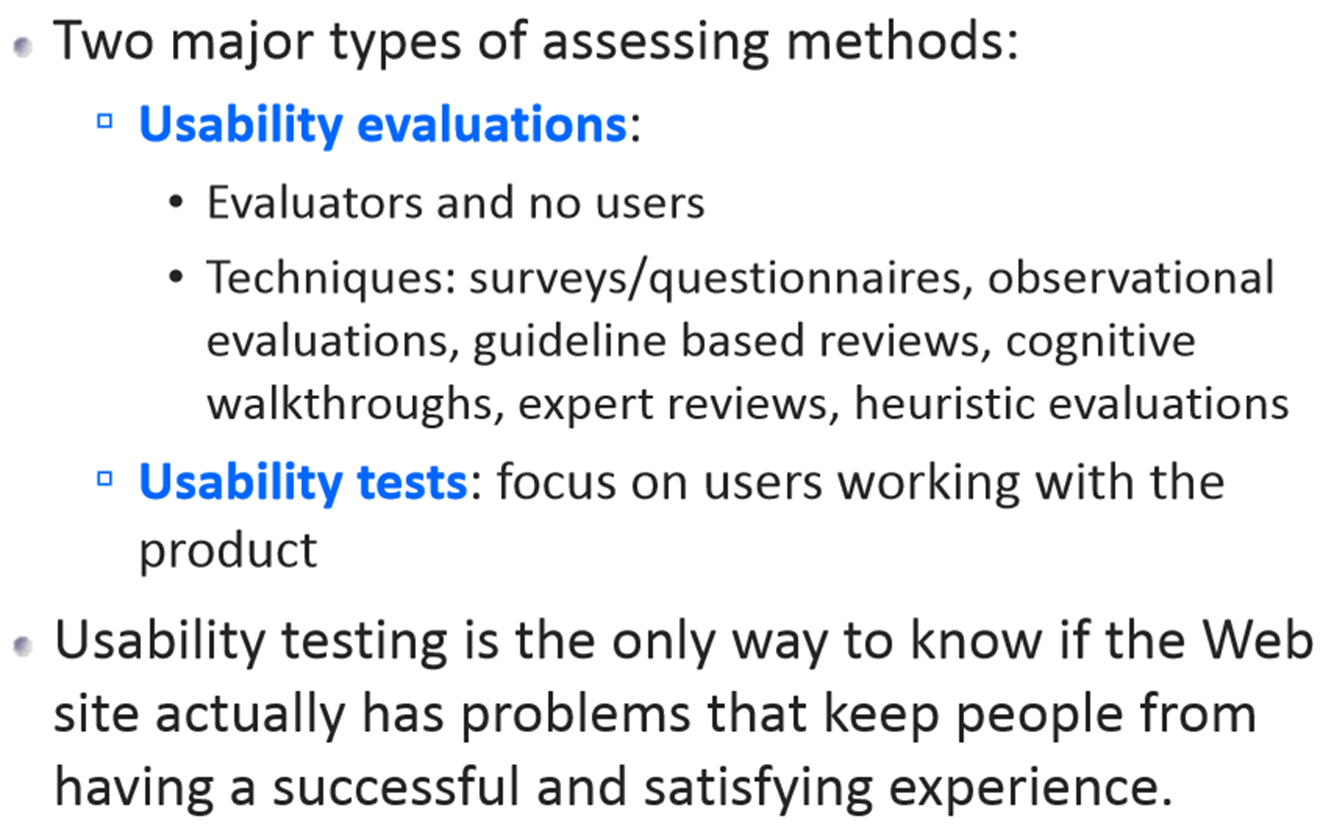 Two major types of assessing methods:
Usability evaluations:
Evaluators and no users
Techniques: surveys/questionnaires, observational
evaluations, guideline based reviews, cognitive
walkthroughs, expert reviews, heuristic evaluations
Usability tests: focus on users working with the
product
Usability testing is the only way to know if the Web
site actually has problems that keep people from
having a successful and satisfying experience.